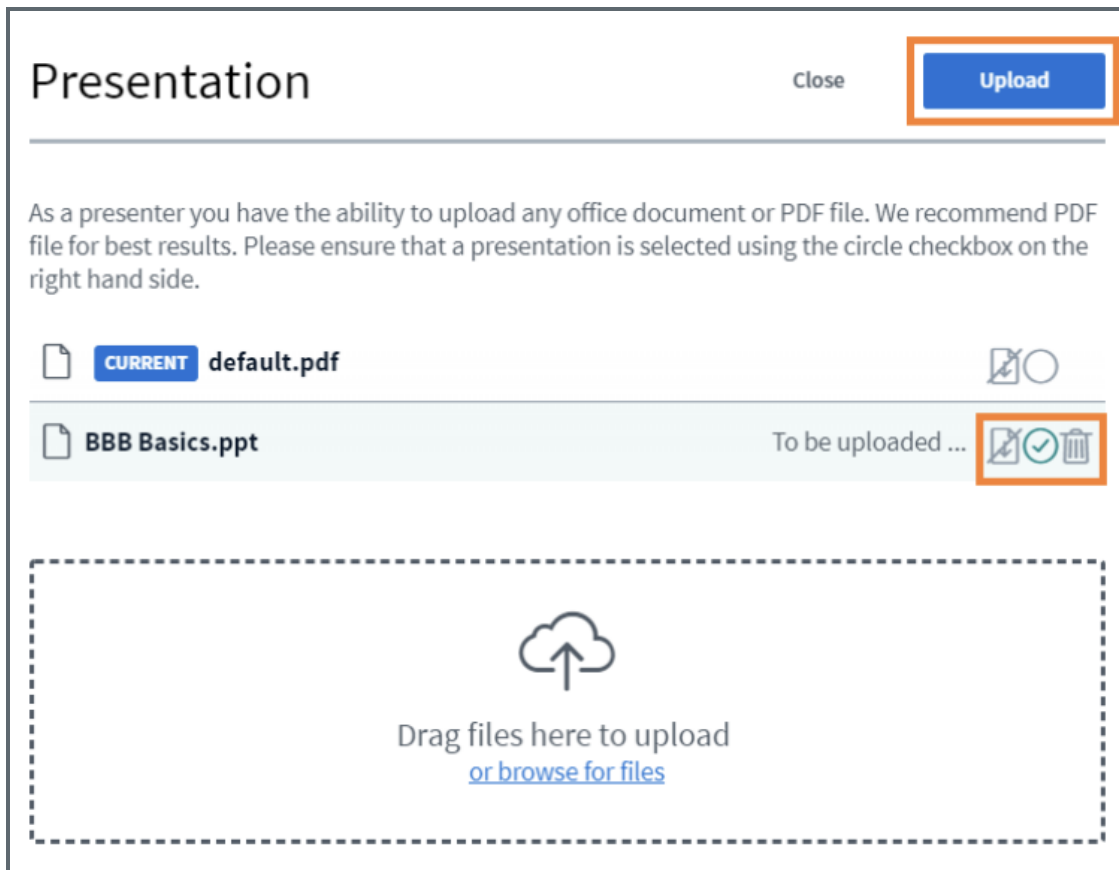 Presentation
Close
Upload
As a presenter you have the ability to upload any office document or PDF file. We recommend PDF
file for best results. Please ensure that a presentation is selected using the circle checkbox on the
right hand side.
CURRENT default.pdf
BBB Basics.ppt To be uploaded ...
Drag files here to upload
or browse for files